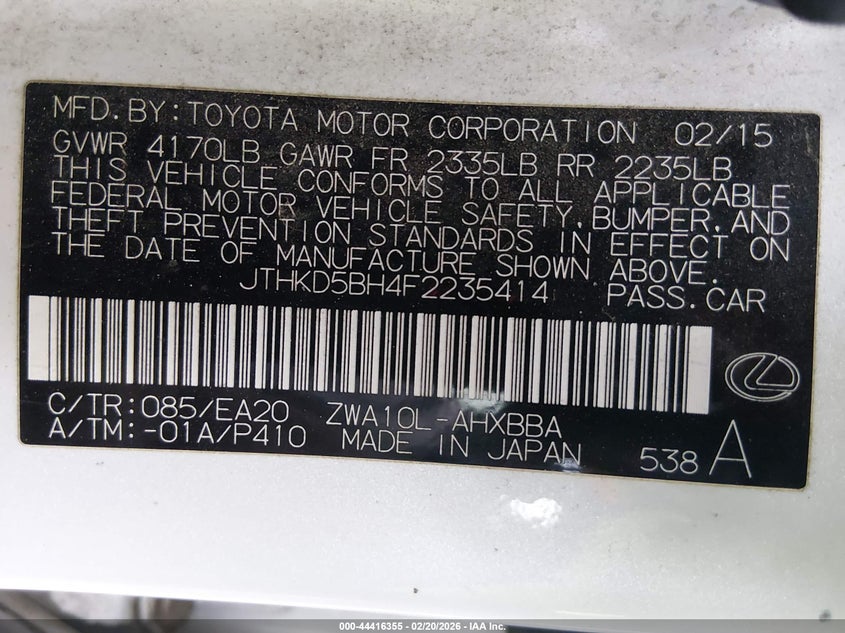 MFD.BY:TOYOTA MOTOR CORPORATION 02/15
GVWR 4170LB GAWR FR 2335LB RR 2235LB
THIS VEHICLE CONFORMS TO ALL APPLICABLE
FEDERAL MOTOR VEHICLE SAFETY,BUMPER,AND
THEFT PREVENTION STANDARDS IN EFFECT ON
THE DATE OF MANUFACTURE SHOWN ABOVE.
JTHKD5BH4F2235414 PASS.CAR
C/TR:085/EA20 ZWA10L-AHXBBA
A/TM:-01A/P410 MADE IN JAPAN 538 A
000-44416355 - 02/20/2026 - IAA Inc.